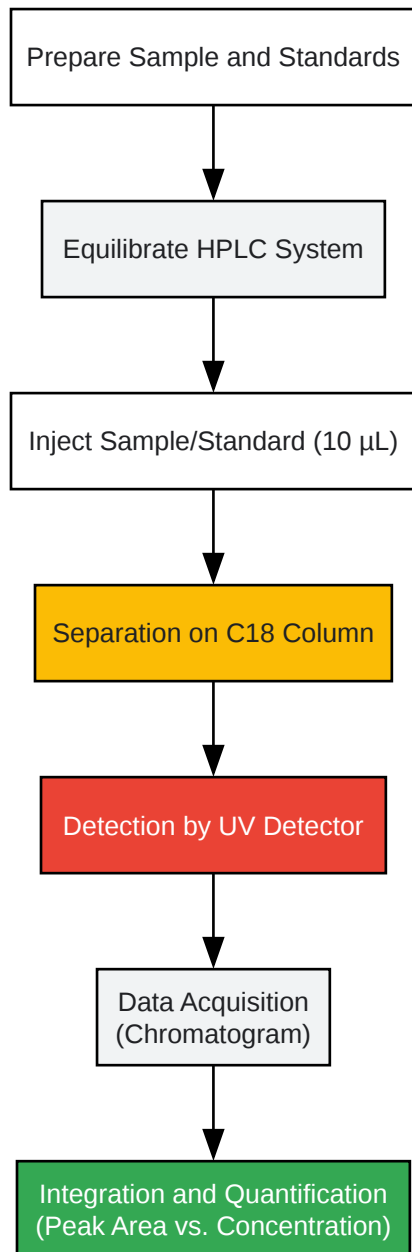 Prepare Sample and Standards
Equilibrate HPLC System
Inject Sample/Standard (10 µL)
Separation on C18 Column
Detection by UV Detector
Data Acquisition
(Chromatogram)
Integration and Quantification
(Peak Area vs. Concentration)